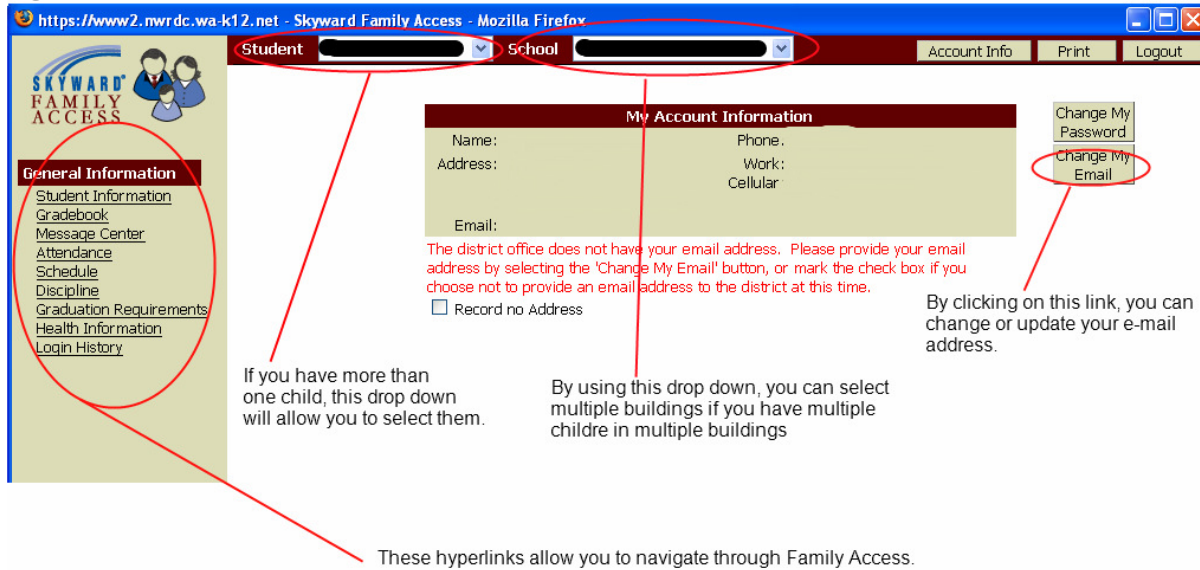 https://www2.nwrdc.wa-k12.net - Skyward Family Access - Mozilla Firefox
Student School Account Info Print Logout
SKYWARD
FAMILY
ACCESS
General Information
Student Information
Gradebook
Message Center
Attendance
Schedule
Discipline
Graduation Requirements
Health Information
Login History
My Account Information
Name: Phone:
Address: Work:
Cellular
Email:
Change My
Password
Change My
Email
The district office does not have your email address. Please provide your email
address by selecting the 'Change My Email' button, or mark the check box if you
choose not to provide an email address to the district at this time.
Record no Address
If you have more than
one child, this drop down
will allow you to select them.
By using this drop down, you can select
multiple buildings if you have multiple
childre in multiple buildings
By clicking on this link, you can
change or update your e-mail
address.
These hyperlinks allow you to navigate through Family Access.